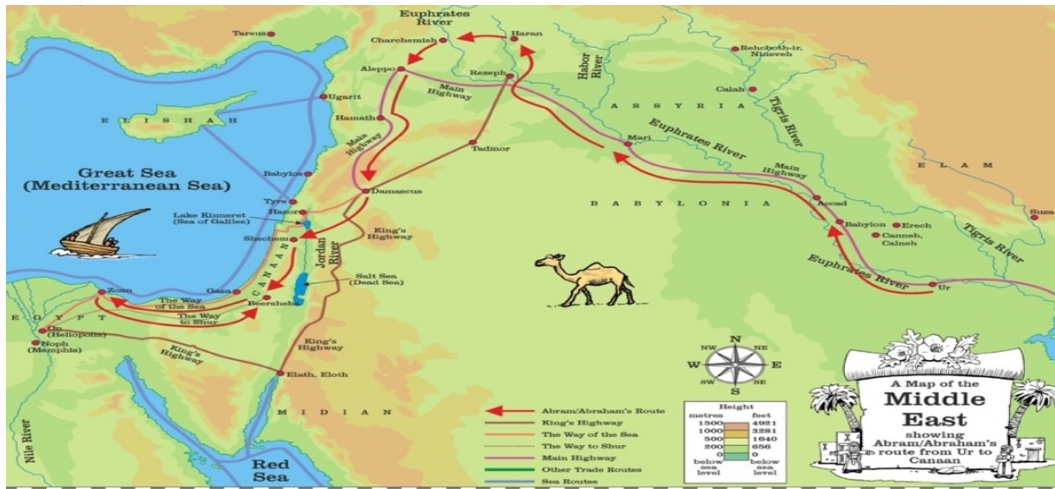 Euphrates
River
Tarsus
Charchemish
Haran
Rehoboth-ir,
Nineveh
Aleppo
Rezeph
Habor
River
Calah
Main
Highway
Ugarit
ASSYRIA
Tigris River
ELISHAH
Hamath
Main
Highway
Mari
Euphrates River
Tadmor
ELAM
Great Sea
(Mediterranean Sea)
Babylos
Main
Highway
Damascus
Tyre
BABYLONIA
Accad
Suza
Lake Kinneret
(Sea of Galilee)
Hazor
Babylon
Erech
Canneh,
Calneh
Shechem
King's
Highway
Tigris River
CANAAN
Jordan
River
Salt Sea
(Dead Sea)
Euphrates River
Ur
Zoan
Gaza
The Way
of the Sea
Beersheba
EGYPT
The Way
to Shur
On
(Heliopolis)
Noph
(Memphis)
King's
Highway
King's
Highway
Elath, Eloth
N
NW
NE
W
E
SW
SE
S
MIDIAN
Nile River
Red
Sea
Abram/Abraham's Route
King's Highway
The Way of the Sea
The Way to Shur
Main Highway
Other Trade Routes
Sea Routes
Height
metres feet
1500 4921
1000 3281
500 1640
200 656
0 0
below
sea
level
below
sea
level
A Map of the
Middle
East
showing
Abram/Abraham's
route from Ur to
Canaan